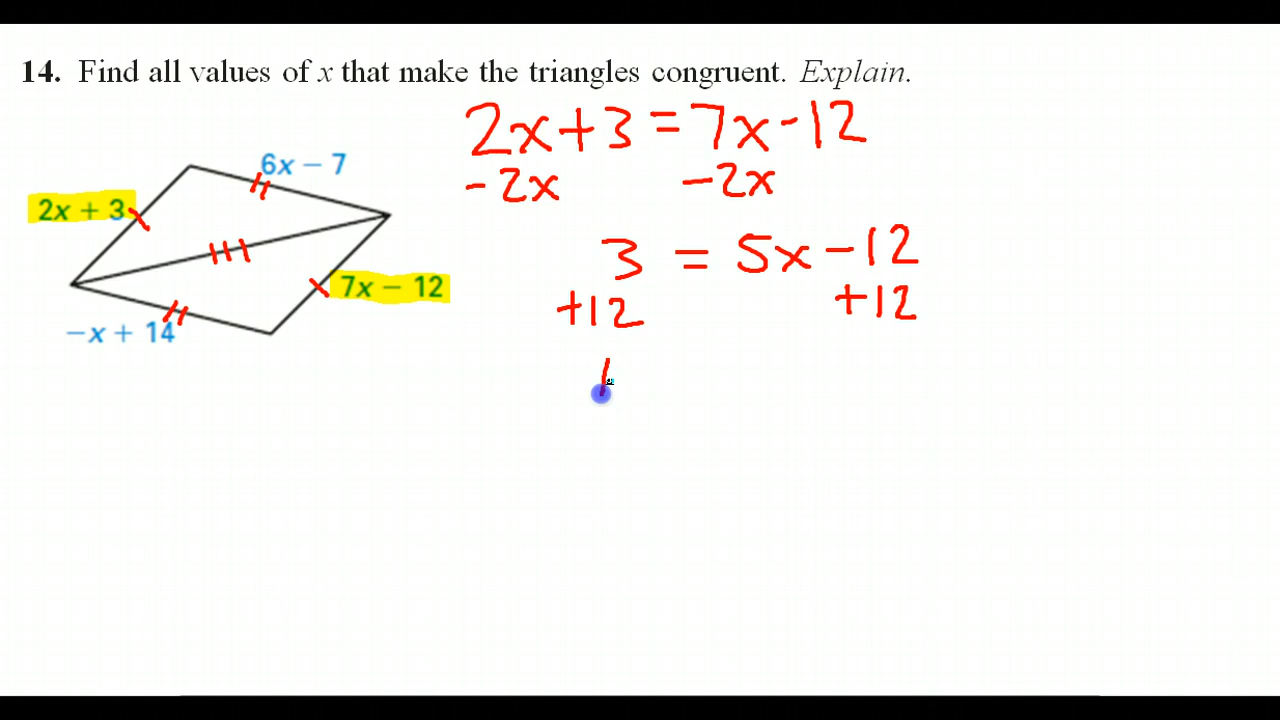 14. Find all values of x that make the triangles congruent. Explain.
2x+3=7x-12
-2x -2x
6x − 7
2x + 3
3 = 5x-12
7x − 12
+12 +12
−x + 14
1